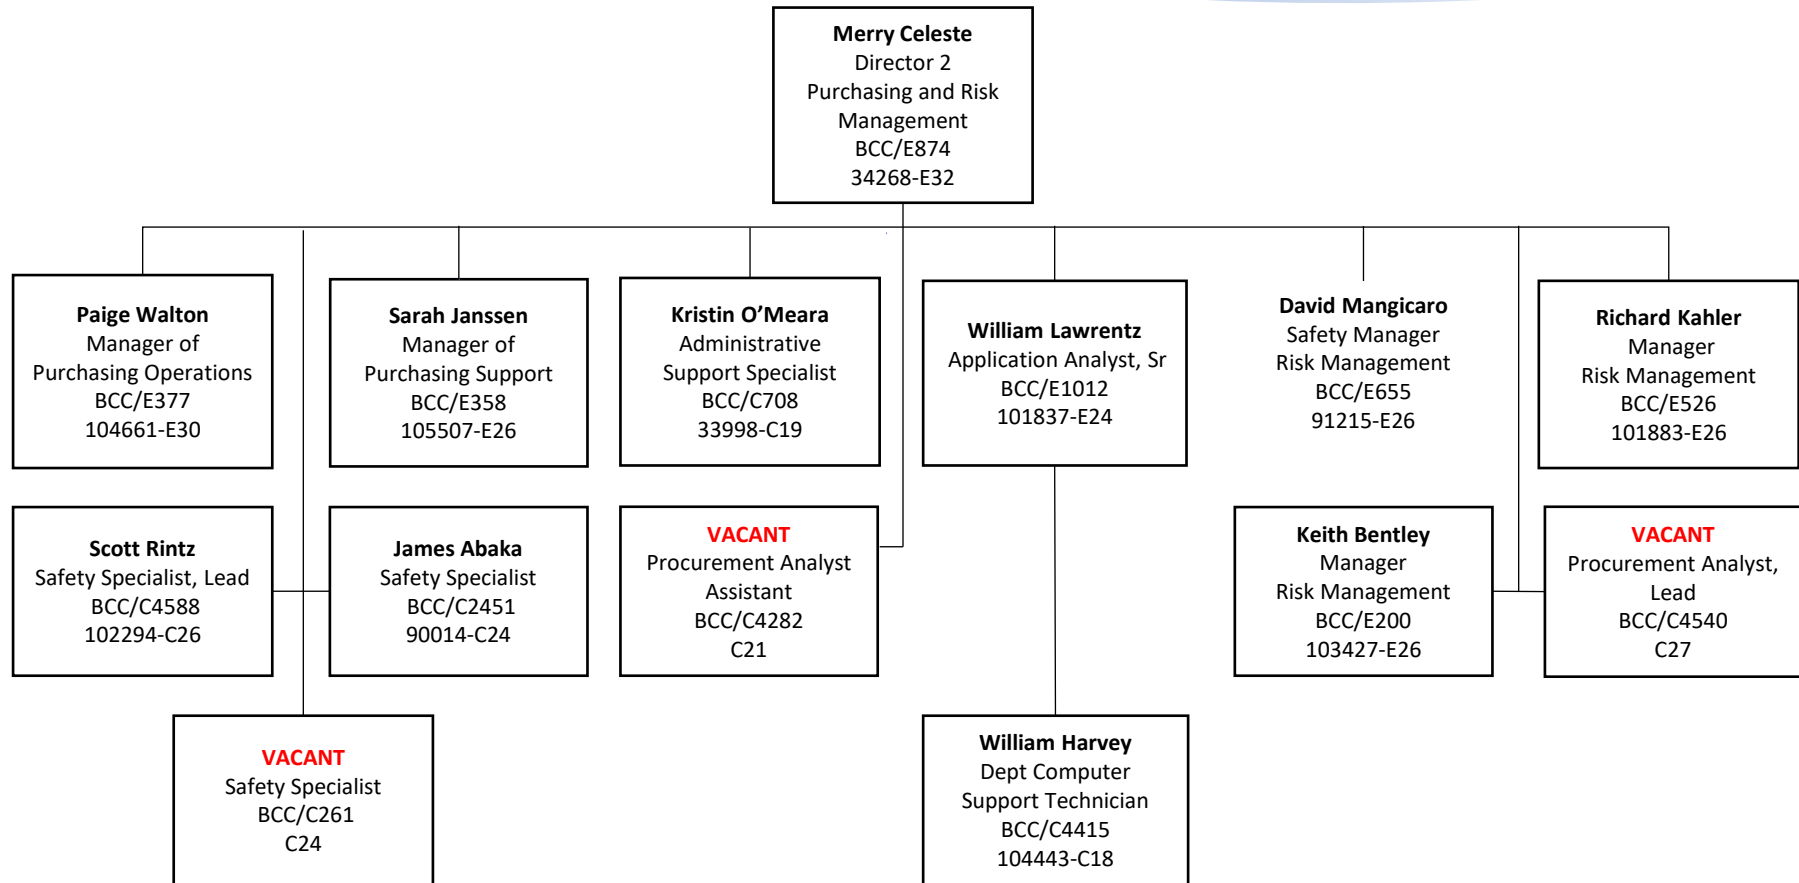 Merry Celeste
Director 2
Purchasing and Risk
Management
BCC/E874
34268-E32
Paige Walton
Manager of
Purchasing Operations
BCC/E377
104661-E30
Sarah Janssen
Manager of
Purchasing Support
BCC/E358
105507-E26
Kristin O’Meara
Administrative
Support Specialist
BCC/C708
33998-C19
William Lawrentz
Application Analyst, Sr
BCC/E1012
101837-E24
David Mangicaro
Safety Manager
Risk Management
BCC/E655
91215-E26
Richard Kahler
Manager
Risk Management
BCC/E526
101883-E26
Scott Rintz
Safety Specialist, Lead
BCC/C4588
102294-C26
James Abaka
Safety Specialist
BCC/C2451
90014-C24
VACANT
Procurement Analyst
Assistant
BCC/C4282
C21
Keith Bentley
Manager
Risk Management
BCC/E200
103427-E26
VACANT
Procurement Analyst,
Lead
BCC/C4540
C27
VACANT
Safety Specialist
BCC/C261
C24
William Harvey
Dept Computer
Support Technician
BCC/C4415
104443-C18